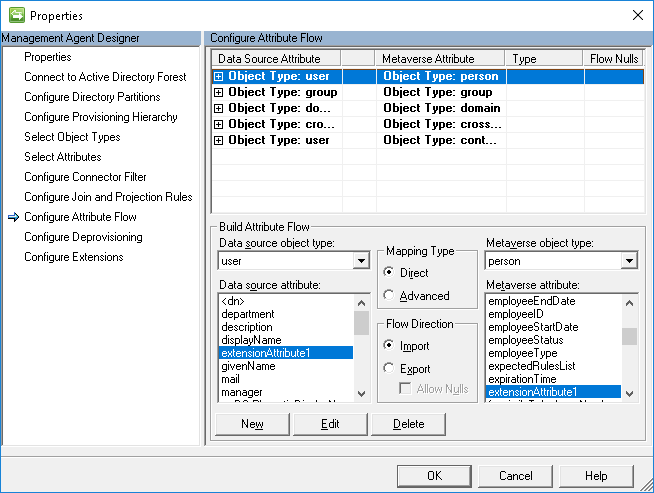 Properties
Management Agent Designer
Properties
Connect to Active Directory Forest
Configure Directory Partitions
Configure Provisioning Hierarchy
Select Object Types
Select Attributes
Configure Connector Filter
Configure Join and Projection Rules
Configure Attribute Flow
Configure Deprovisioning
Configure Extensions
Configure Attribute Flow
Data Source Attribute Metaverse Attribute Type Flow Nulls
Object Type: user Object Type: person
Object Type: group Object Type: group
Object Type: do... Object Type: domain
Object Type: cro... Object Type: cross...
Object Type: user Object Type: cont...
Build Attribute Flow
Data source object type:
user
Data source attribute:
<dn>
department
description
displayName
extensionAttribute1
givenName
mail
manager
Mapping Type
Direct
Advanced
Flow Direction
Import
Export
Allow Nulls
Metaverse object type:
person
Metaverse attribute:
employeeEndDate
employeeID
employeeStartDate
employeeStatus
employeeType
expectedRulesList
expirationTime
extensionAttribute1
New Edit Delete
OK Cancel Help